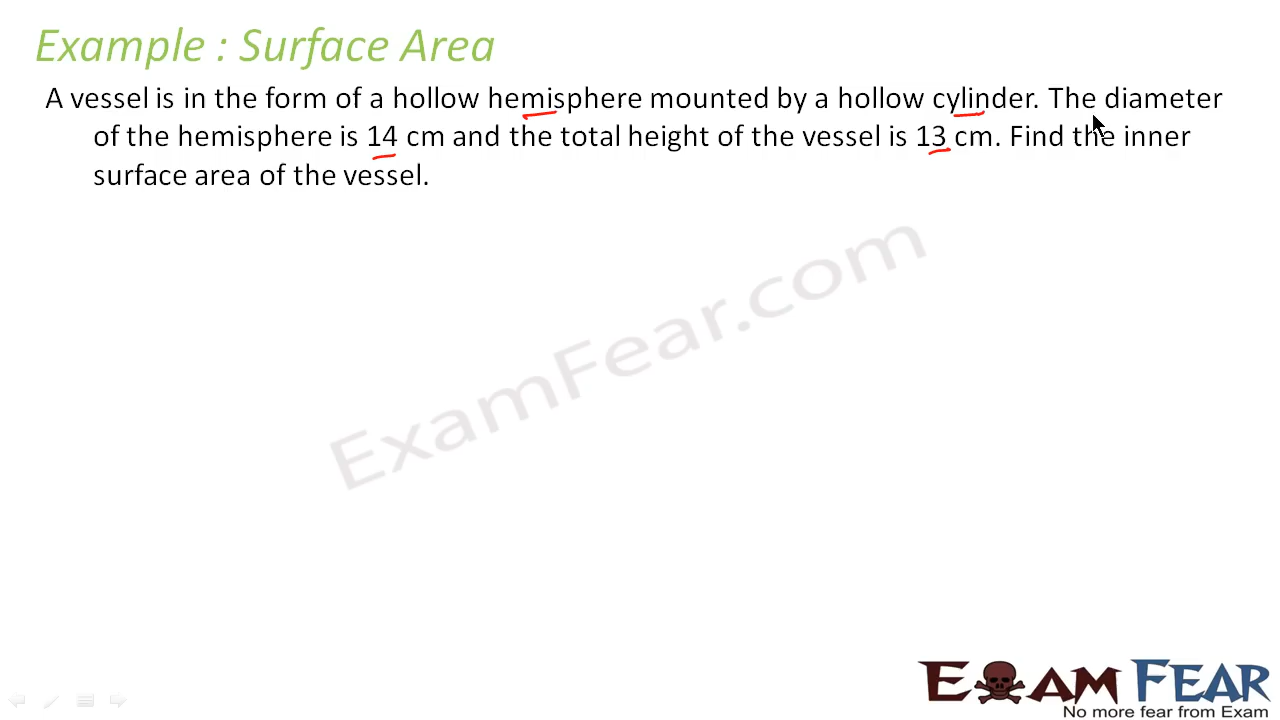 Example : Surface Area
A vessel is in the form of a hollow hemisphere mounted by a hollow cylinder. The diameter
of the hemisphere is 14 cm and the total height of the vessel is 13 cm. Find the inner
surface area of the vessel.
ExamFear.com
EXAM FEAR
No more fear from Exam